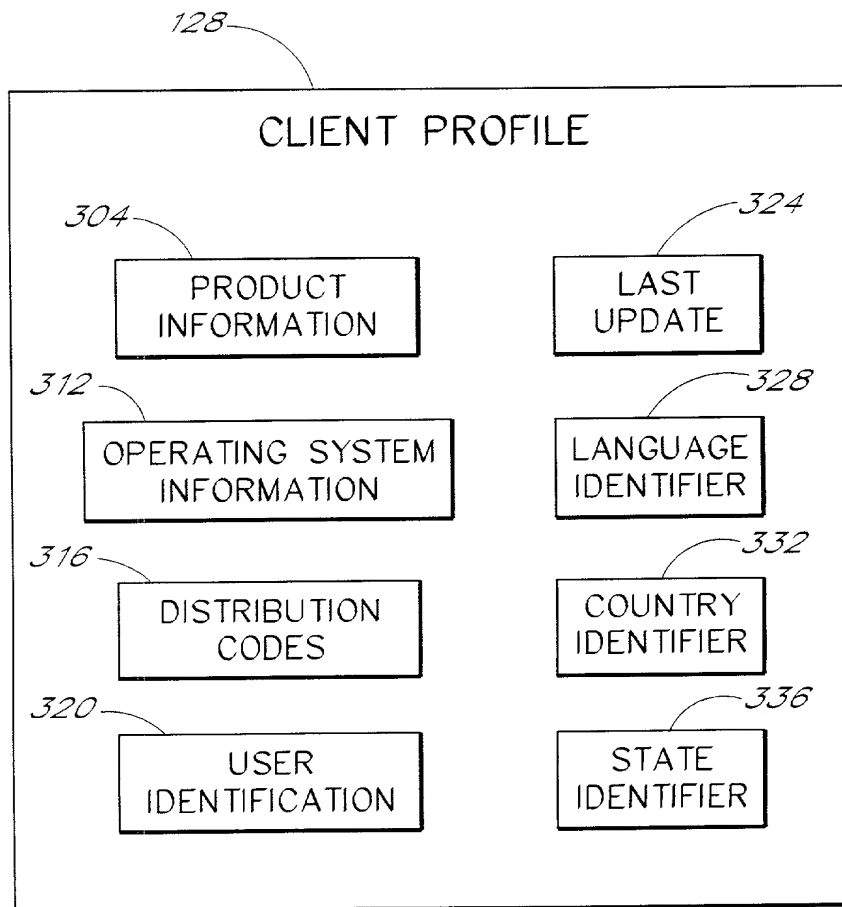 128
CLIENT PROFILE
304
PRODUCT
INFORMATION
324
LAST
UPDATE
312
OPERATING SYSTEM
INFORMATION
328
LANGUAGE
IDENTIFIER
316
DISTRIBUTION
CODES
332
COUNTRY
IDENTIFIER
320
USER
IDENTIFICATION
336
STATE
IDENTIFIER